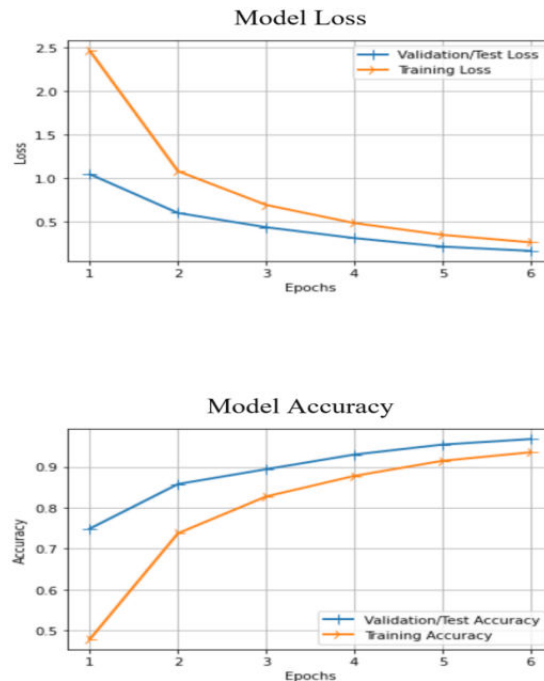 Model Loss
2.5
2.0
1.5
1.0
0.5
Loss
Validation/Test Loss
Training Loss
1 2 3 4 5 6
Epochs
Model Accuracy
0.9
0.8
0.7
0.6
0.5
Accuracy
Validation/Test Accuracy
Training Accuracy
1 2 3 4 5 6
Epochs